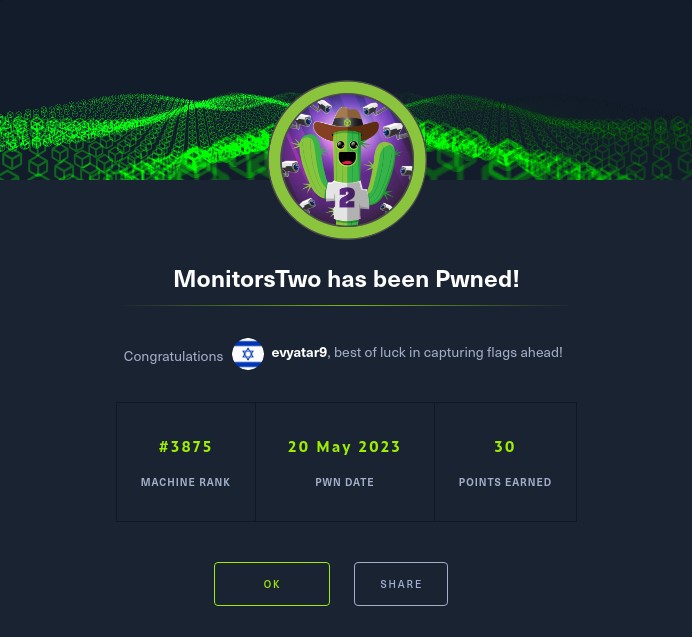 2
MonitorsTwo has been Pwned!
Congratulations evyatar9, best of luck in capturing flags ahead!
#3875 20 May 2023 30
MACHINE RANK PWN DATE POINTS EARNED
OK SHARE